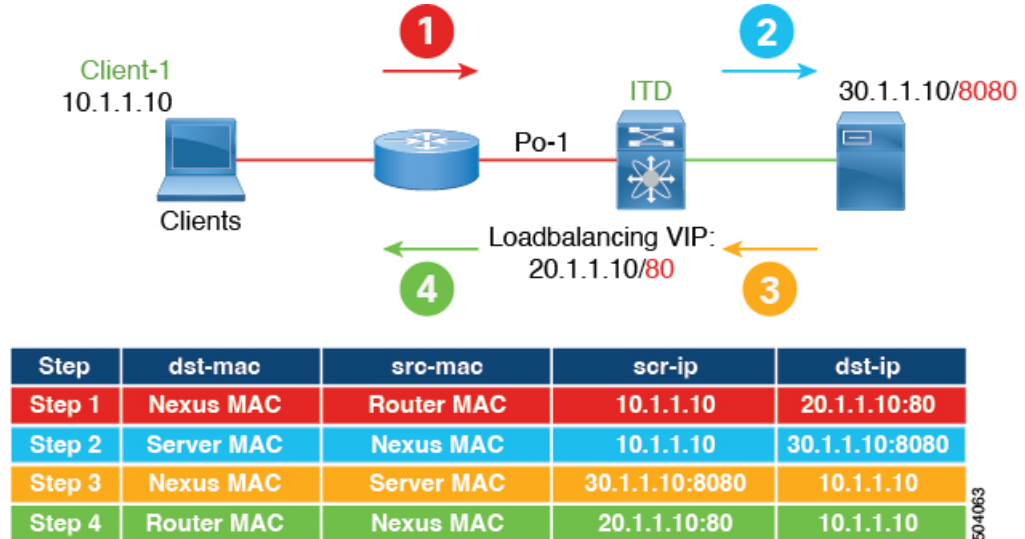 1
2
Client-1
10.1.1.10
ITD
30.1.1.10/8080
Po-1
Clients
Loadbalancing VIP:
20.1.1.10/80
4
3
Step dst-mac src-mac scr-ip dst-ip
Step 1 Nexus MAC Router MAC 10.1.1.10 20.1.1.10:80
Step 2 Server MAC Nexus MAC 10.1.1.10 30.1.1.10:8080
Step 3 Nexus MAC Server MAC 30.1.1.10:8080 10.1.1.10
Step 4 Router MAC Nexus MAC 20.1.1.10:80 10.1.1.10
504063